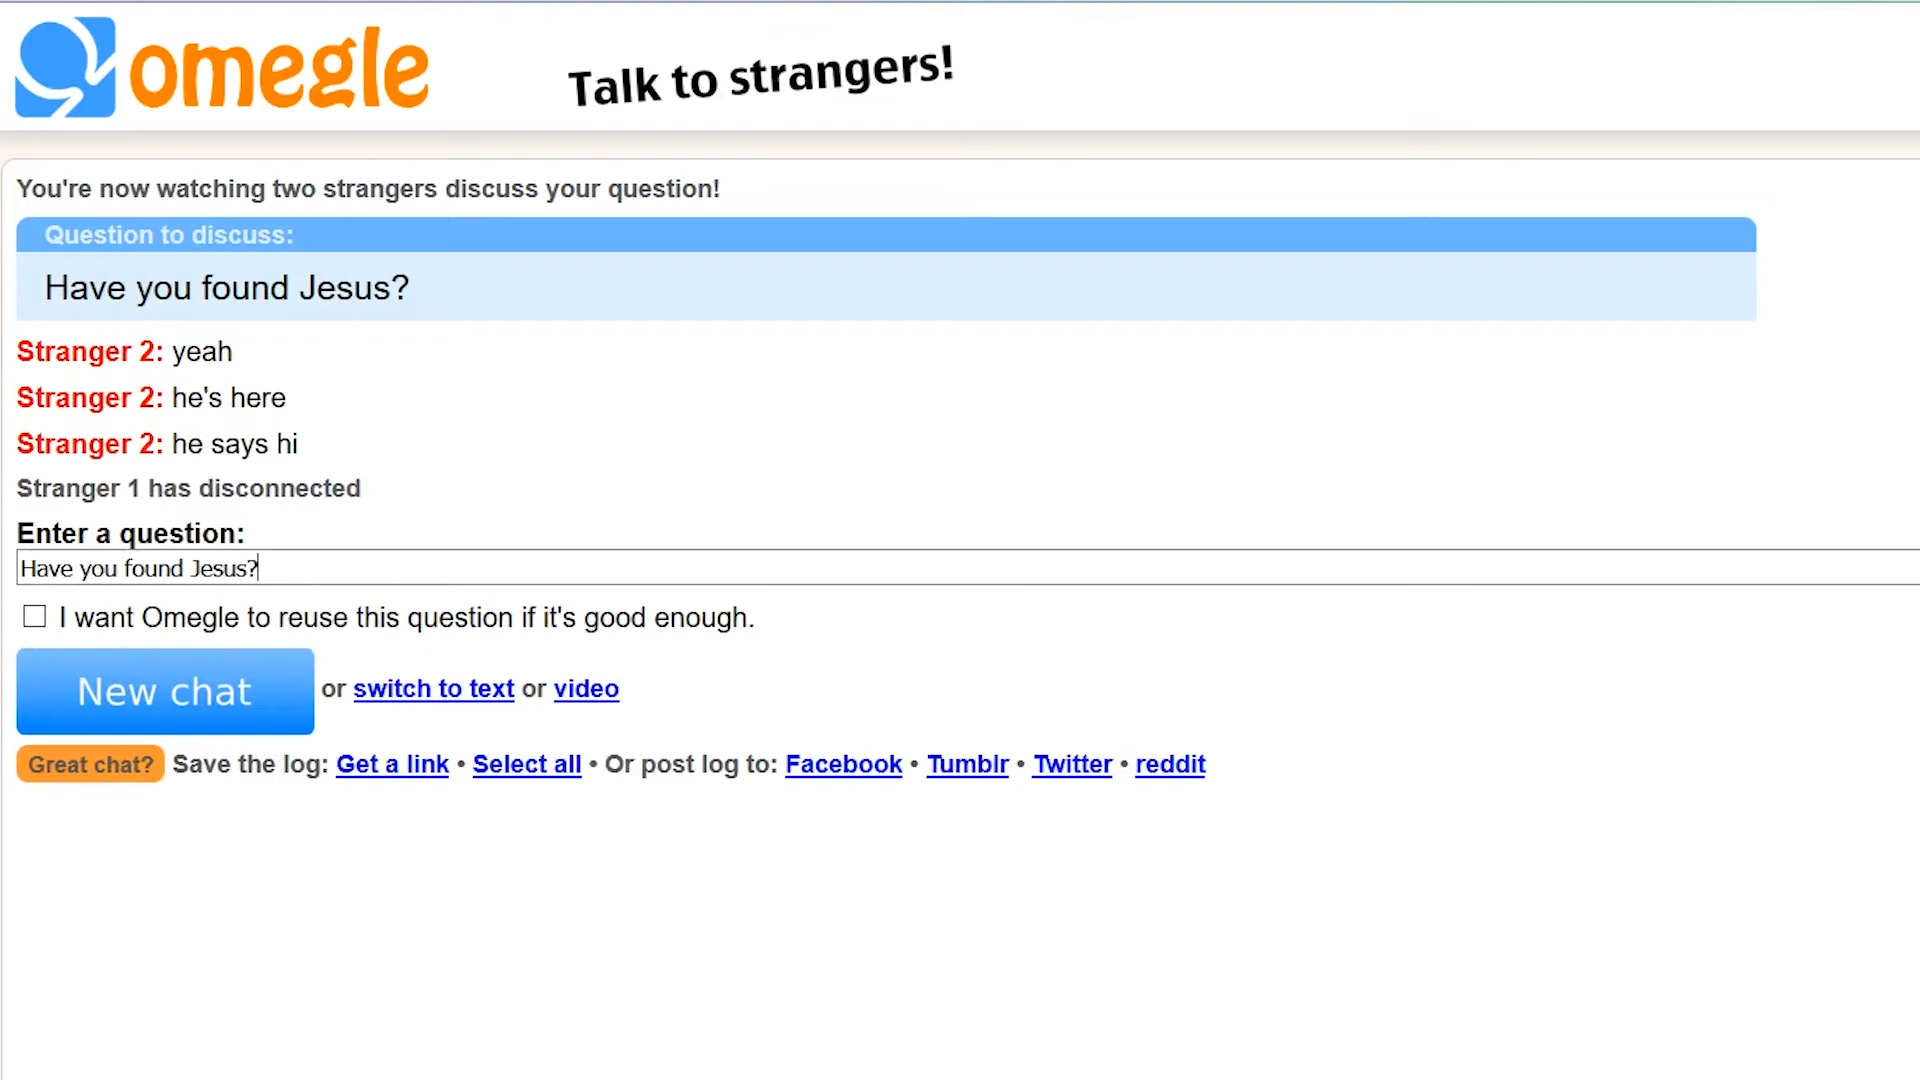 omegle
Talk to strangers!
You're now watching two strangers discuss your question!
Question to discuss:
Have you found Jesus?
Stranger 2: yeah
Stranger 2: he's here
Stranger 2: he says hi
Stranger 1 has disconnected
Enter a question:
Have you found Jesus?
I want Omegle to reuse this question if it's good enough.
New chat or switch to text or video
Great chat? Save the log: Get a link • Select all • Or post log to: Facebook • Tumblr • Twitter • reddit